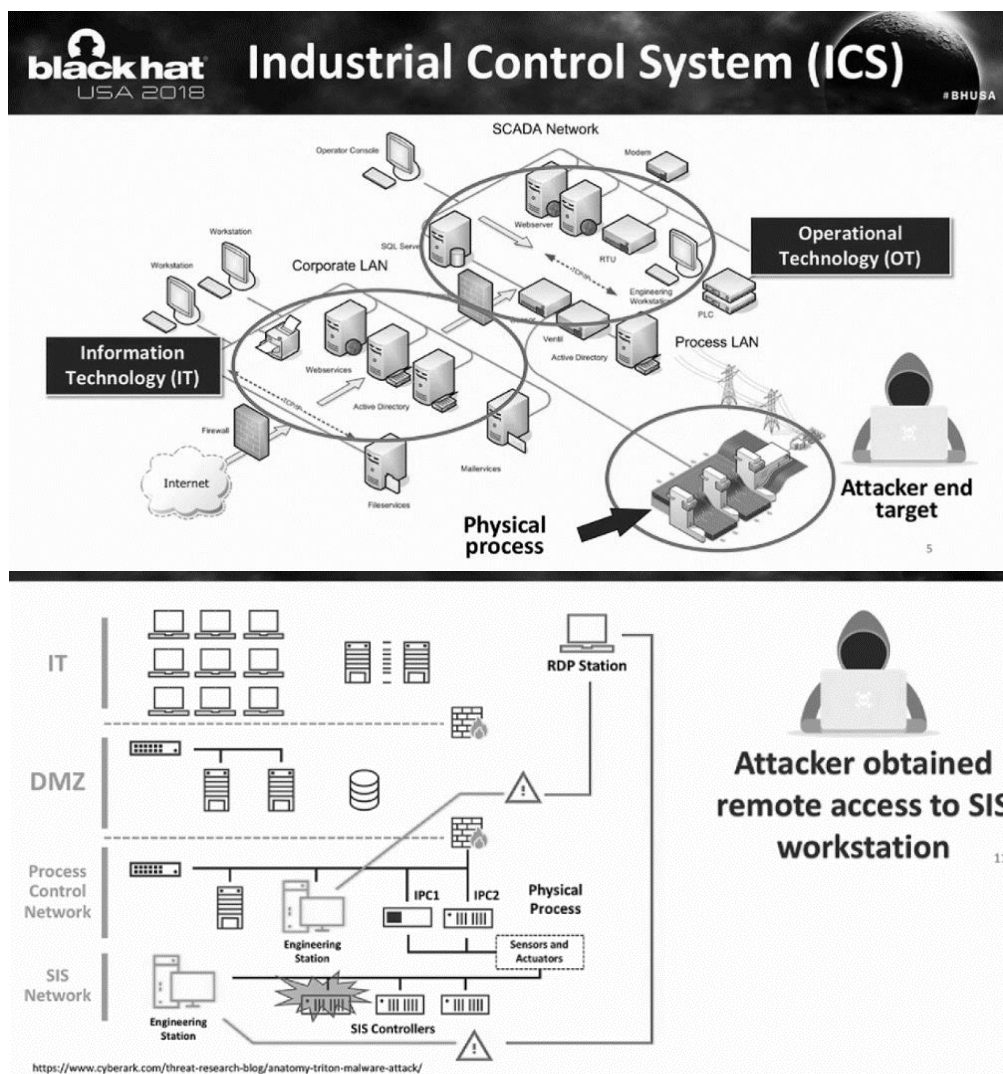 black hat
USA 2018
Industrial Control System (ICS)
#BHUSA
SCADA Network
Operator Console
Modem
Webserver
SQL Server
RTU
TCP/IP
Engineering
Workstation
Operational
Technology (OT)
Workstation
Workstation
Corporate LAN
Ventil
Active Directory
PLC
Process LAN
Information
Technology (IT)
Webservices
TCP/IP
Active Directory
Firewall
Internet
Mailervices
Fileservices
Physical
process
Attacker end
target
5
IT
RDP Station
DMZ
Attacker obtained
remote access to SIS
workstation
Process
Control
Network
IPC1
IPC2
Physical
Process
Engineering
Station
Sensors and
Actuators
SIS
Network
Engineering
Station
SIS Controllers
https://www.cyberark.com/threat-research-blog/anatomy-triton-malware-attack/